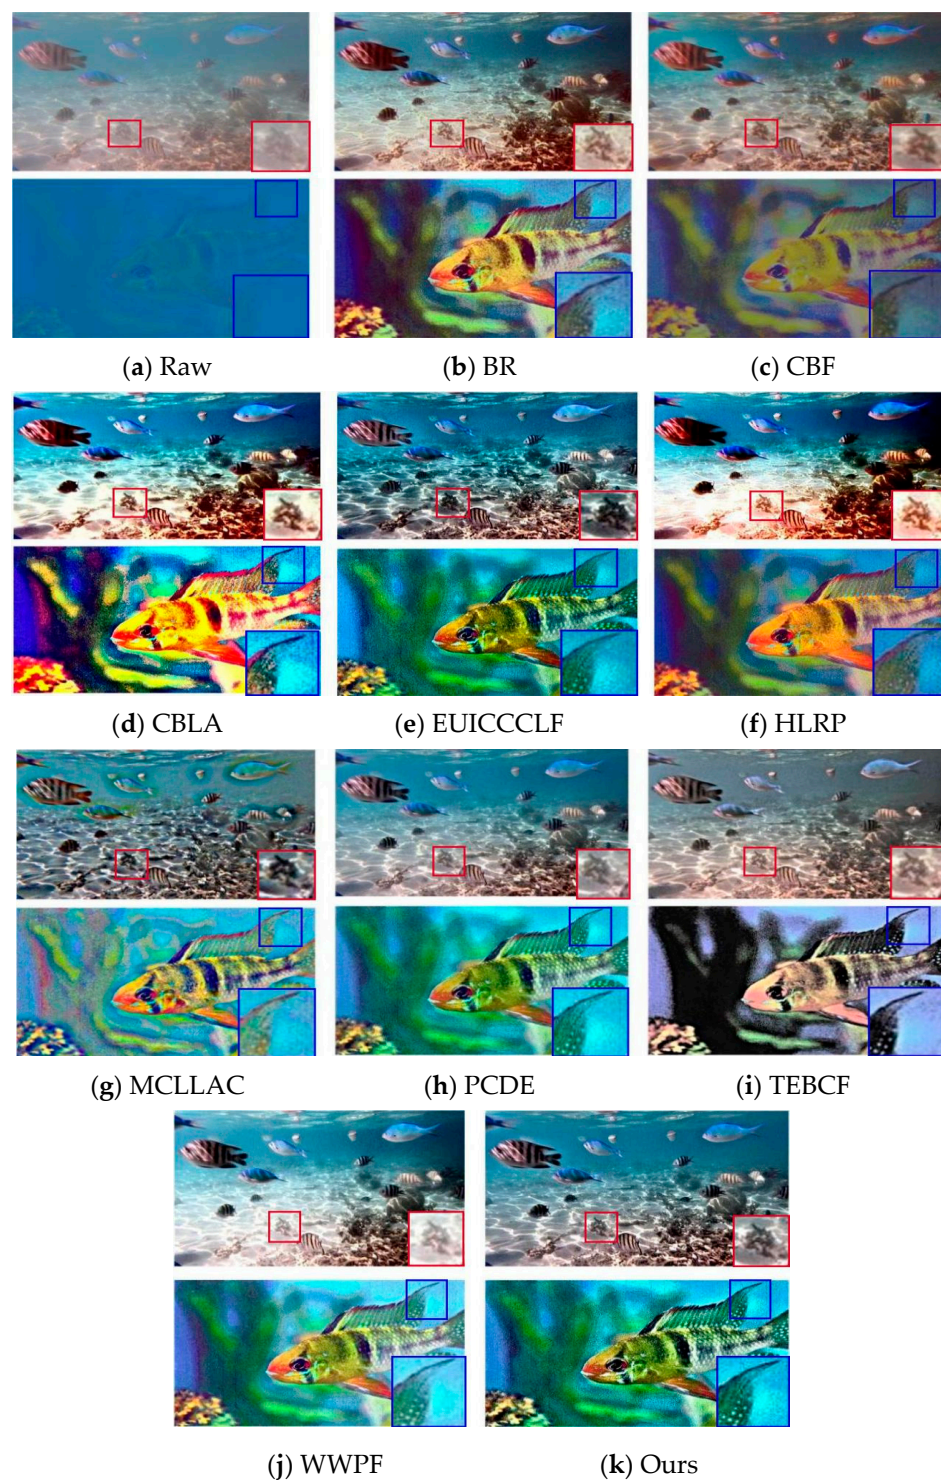 (a) Raw
(b) BR
(c) CBF
(d) CBLA
(e) EUICCCLF
(f) HLRP
(g) MCLLAC
(h) PCDE
(i) TEBCF
(j) WWPF
(k) Ours